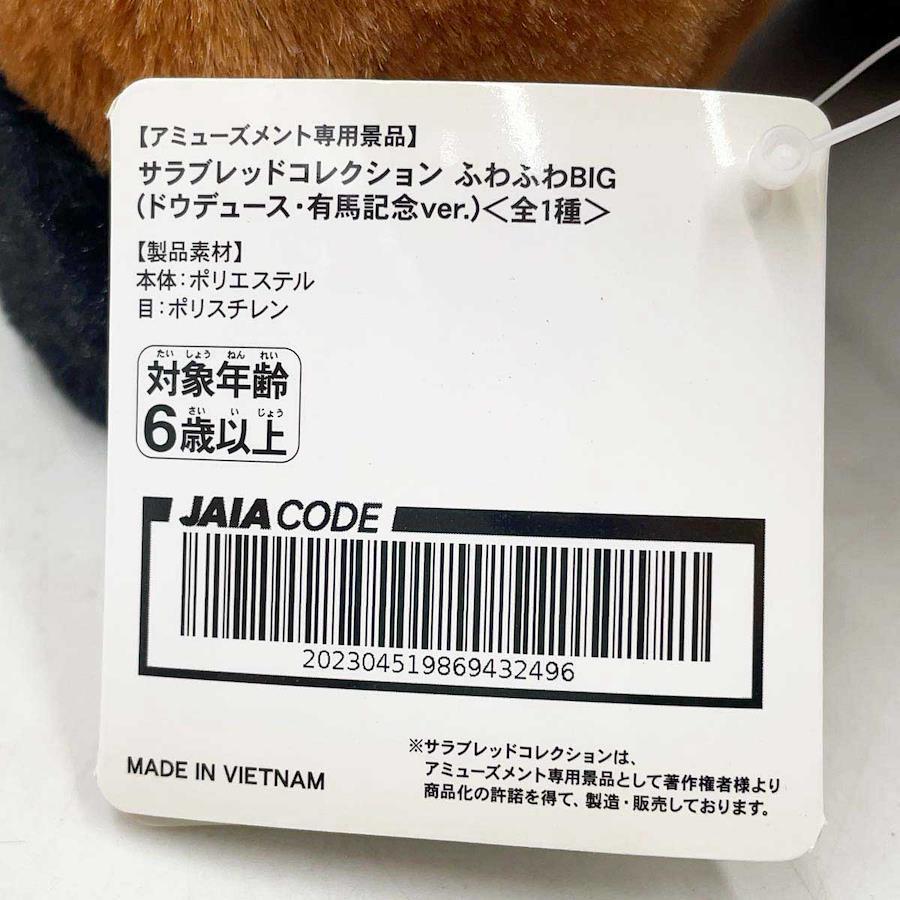 【アミューズメント専用景品】
サラブレッドコレクション ふわふわBIG
(ドウデュース・有馬記念ver.)＜全1種＞
【製品素材】
本体：ポリエステル
目：ポリスチレン
たい しょう ねん れい
対象年齢
さい い じょう
6歳以上
JAIA CODE
202304519869432496
MADE IN VIETNAM
※サラブレッドコレクションは、
アミューズメント専用景品として著作権者様より
商品化の許諾を得て、製造・販売しております。